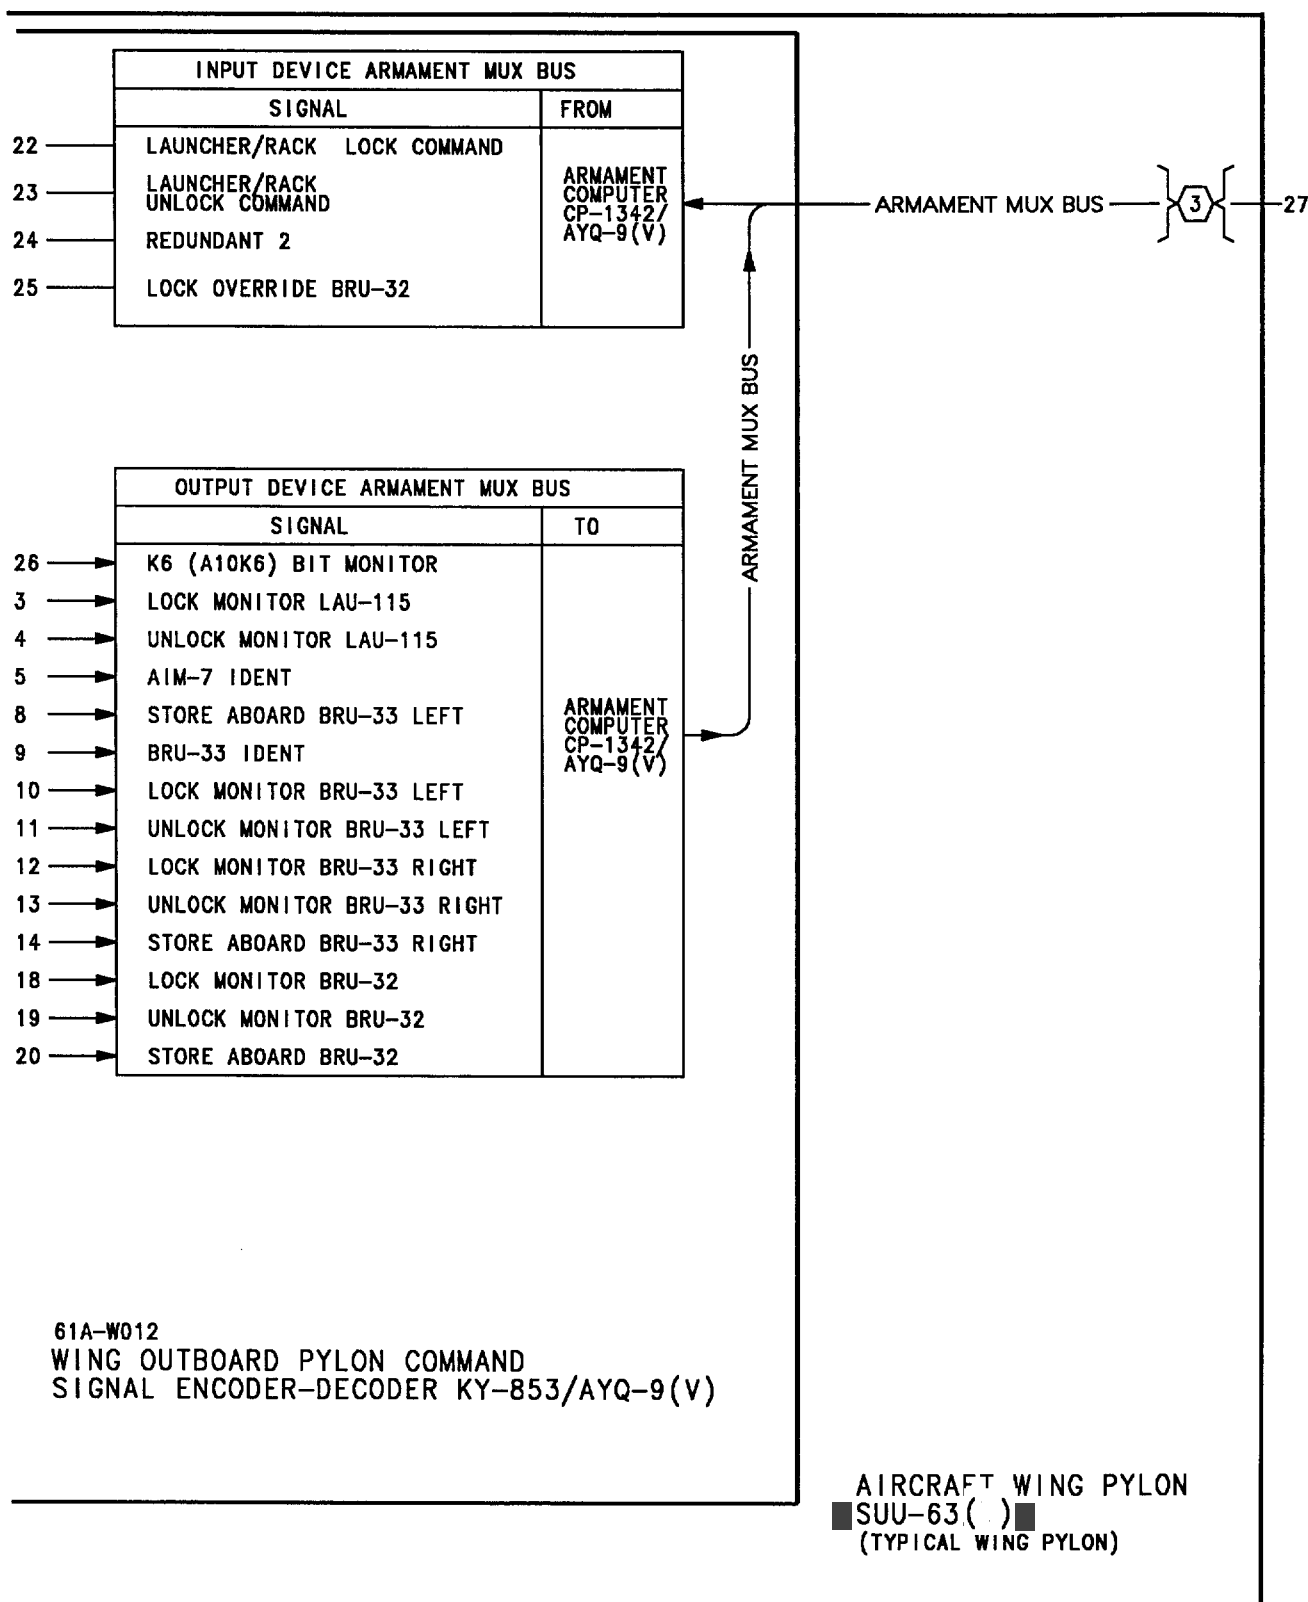 INPUT DEVICE ARMAMENT MUX BUS
SIGNAL FROM
22 LAUNCHER/RACK LOCK COMMAND
23 LAUNCHER/RACK
UNLOCK COMMAND
24 REDUNDANT 2
25 LOCK OVERRIDE BRU-32
ARMAMENT
COMPUTER
CP-1342/
AYQ-9(V)
ARMAMENT MUX BUS 3 27
ARMAMENT MUX BUS
OUTPUT DEVICE ARMAMENT MUX BUS
SIGNAL TO
26 K6 (A10K6) BIT MONITOR
3 LOCK MONITOR LAU-115
4 UNLOCK MONITOR LAU-115
5 AIM-7 IDENT
8 STORE ABOARD BRU-33 LEFT
9 BRU-33 IDENT
10 LOCK MONITOR BRU-33 LEFT
11 UNLOCK MONITOR BRU-33 LEFT
12 LOCK MONITOR BRU-33 RIGHT
13 UNLOCK MONITOR BRU-33 RIGHT
14 STORE ABOARD BRU-33 RIGHT
18 LOCK MONITOR BRU-32
19 UNLOCK MONITOR BRU-32
20 STORE ABOARD BRU-32
ARMAMENT
COMPUTER
CP-1342/
AYQ-9(V)
61A-W012
WING OUTBOARD PYLON COMMAND
SIGNAL ENCODER-DECODER KY-853/AYQ-9(V)
AIRCRAFT WING PYLON
SUU-63( )
(TYPICAL WING PYLON)